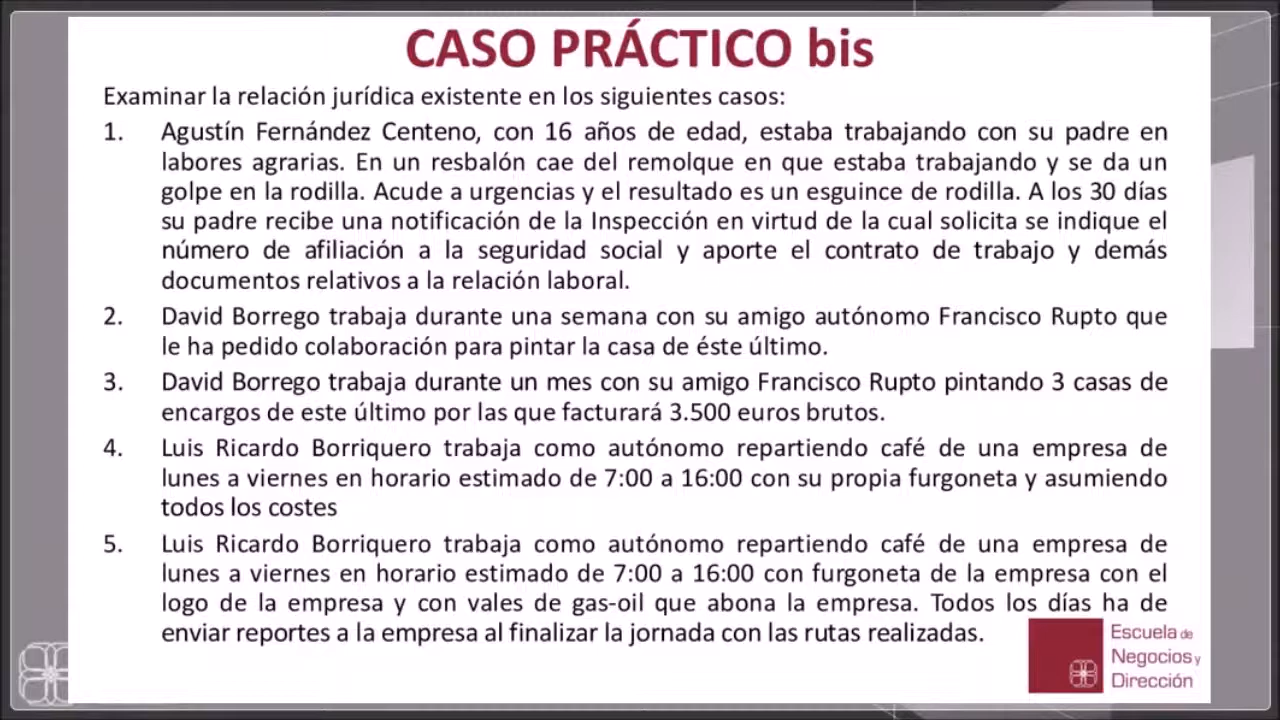 CASO PRÁCTICO bis
Examinar la relación jurídica existente en los siguientes casos:
1. Agustín Fernández Centeno, con 16 años de edad, estaba trabajando con su padre en
labores agrarias. En un resbalón cae del remolque en que estaba trabajando y se da un
golpe en la rodilla. Acude a urgencias y el resultado es un esguince de rodilla. A los 30 días
su padre recibe una notificación de la Inspección en virtud de la cual solicita se indique el
número de afiliación a la seguridad social y aporte el contrato de trabajo y demás
documentos relativos a la relación laboral.
2. David Borrego trabaja durante una semana con su amigo autónomo Francisco Rupto que
le ha pedido colaboración para pintar la casa de éste último.
3. David Borrego trabaja durante un mes con su amigo Francisco Rupto pintando 3 casas de
encargos de este último por las que facturará 3.500 euros brutos.
4. Luis Ricardo Borriquero trabaja como autónomo repartiendo café de una empresa de
lunes a viernes en horario estimado de 7:00 a 16:00 con su propia furgoneta y asumiendo
todos los costes
5. Luis Ricardo Borriquero trabaja como autónomo repartiendo café de una empresa de
lunes a viernes en horario estimado de 7:00 a 16:00 con furgoneta de la empresa con el
logo de la empresa y con vales de gas-oil que abona la empresa. Todos los días ha de
enviar reportes a la empresa al finalizar la jornada con las rutas realizadas.
Escuela de
Negocios y
Dirección